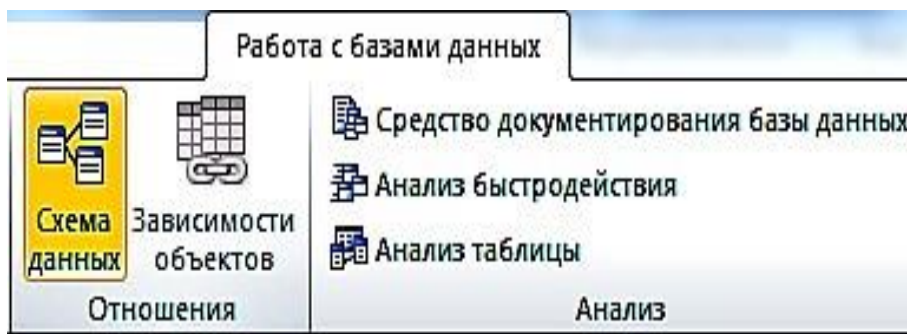 Работа с базами данных
Схема данных
Зависимости объектов
Средство документирования базы данных
Анализ быстродействия
Анализ таблицы
Отношения
Анализ